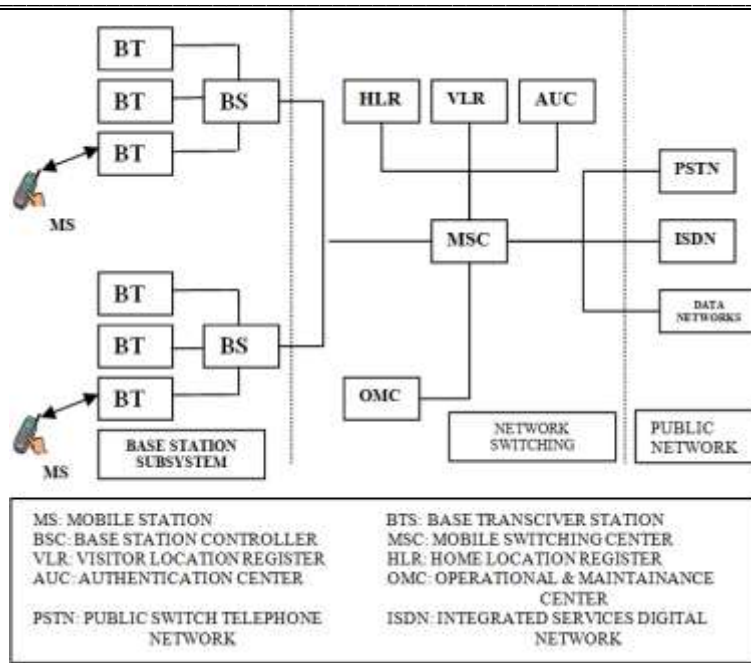 BT
BT
BS
BT
MS
HLR
VLR
AUC
PSTN
MSC
ISDN
DATA
NETWORKS
BT
BT
BS
BT
MS
OMC
BASE STATION
SUBSYSTEM
NETWORK
SWITCHING
PUBLIC
NETWORK
MS: MOBILE STATION
BSC: BASE STATION CONTROLLER
VLR: VISITOR LOCATION REGISTER
AUC: AUTHENTICATION CENTER
PSTN: PUBLIC SWITCH TELEPHONE
NETWORK
BTS: BASE TRANSCIVER STATION
MSC: MOBILE SWITCHING CENTER
HLR: HOME LOCATION REGISTER
OMC: OPERATIONAL & MAINTAINANCE
CENTER
ISDN: INTEGRATED SERVICES DIGITAL
NETWORK